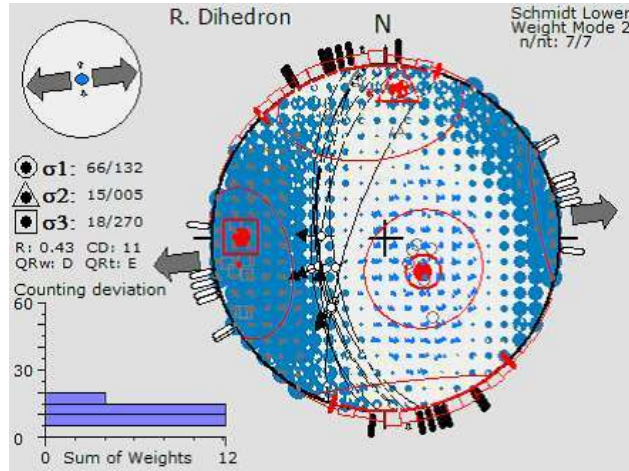 R. Dihedron
N
Schmidt Lower
Weight Mode 2
n/nt: 7/7
σ1: 66/132
σ2: 15/005
σ3: 18/270
R: 0.43 CD: 11
QRw: D QRt: E
Counting deviation
60
30
0
0 Sum of Weights 12